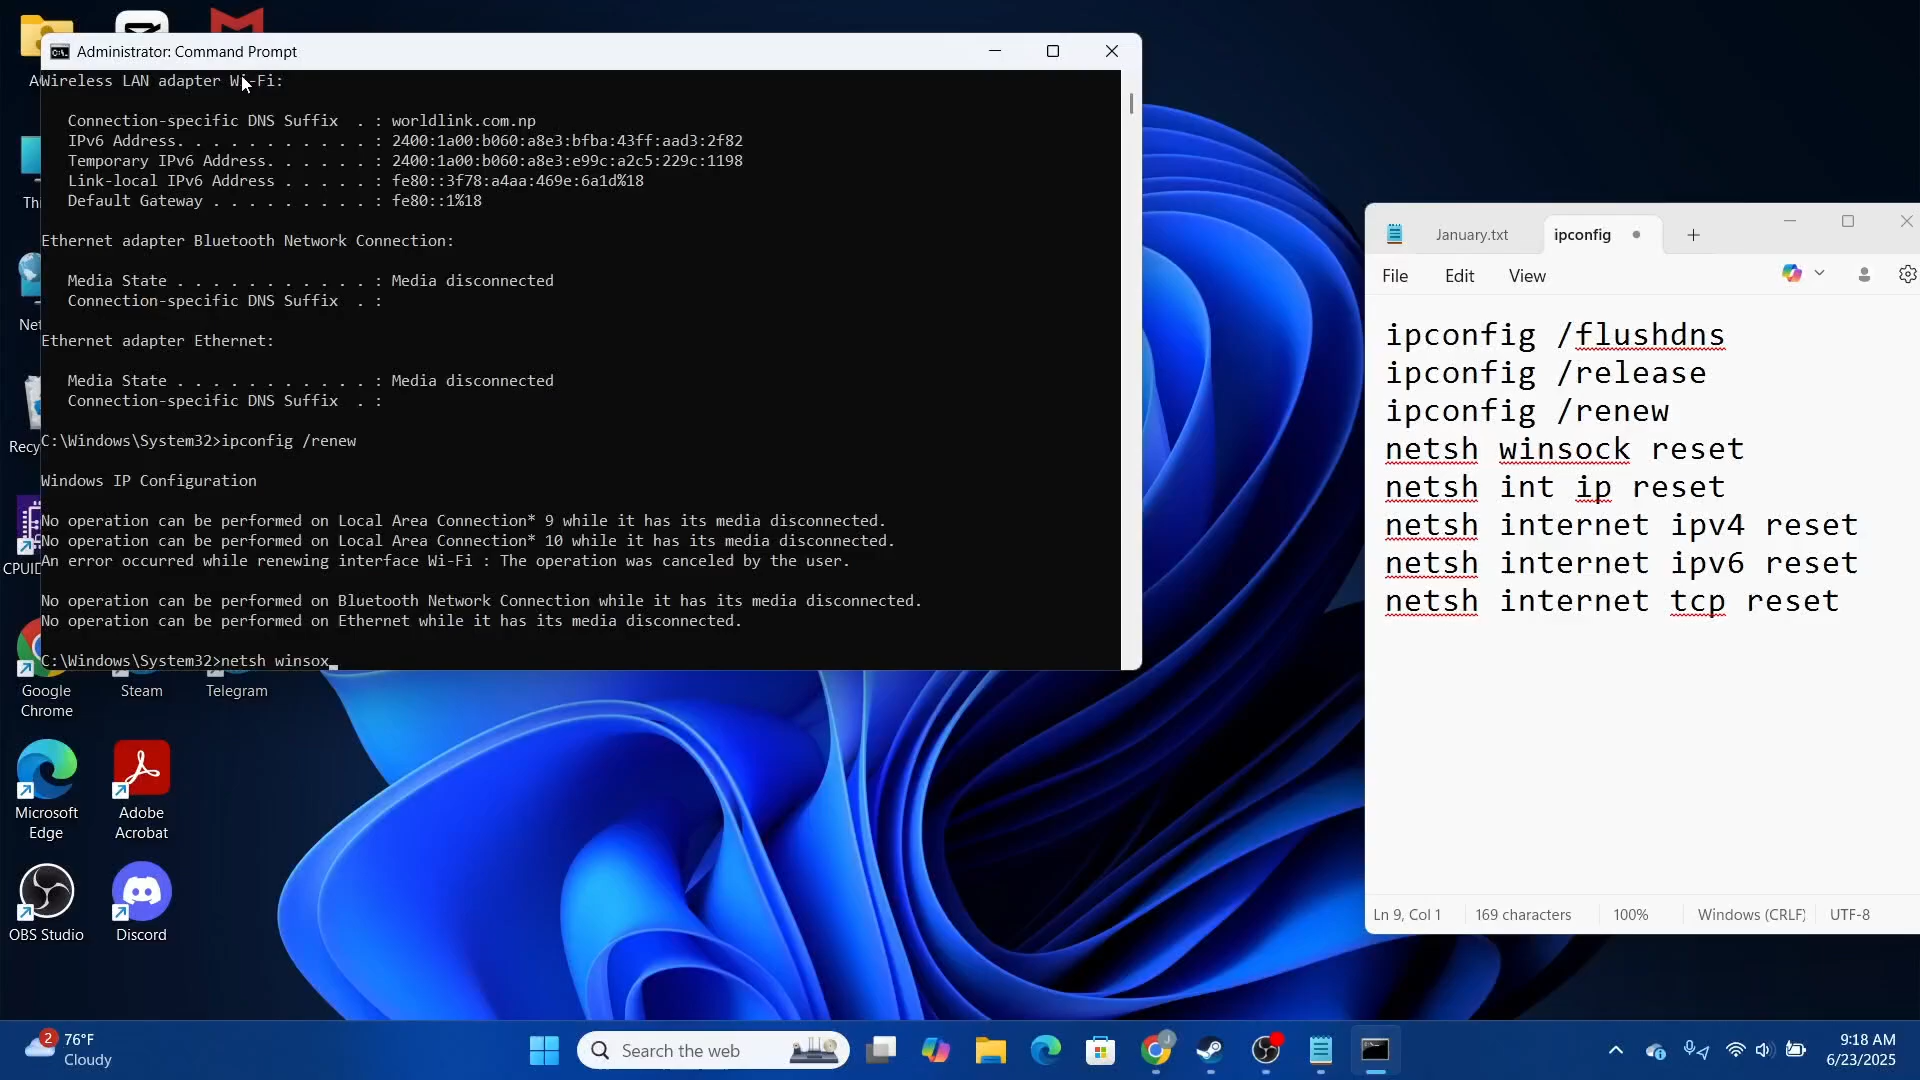 Administrator: Command Prompt
Wireless LAN adapter Wi-Fi:
Connection-specific DNS Suffix . : worldlink.com.np
IPv6 Address. . . . . . . . . . . : 2400:1a00:b060:a8e3:bfba:43ff:aad3:2f82
Temporary IPv6 Address. . . . . . : 2400:1a00:b060:a8e3:e99c:a2c5:229c:1198
Link-local IPv6 Address . . . . . : fe80::3f78:a4aa:469e:6a1d%18
Default Gateway . . . . . . . . . : fe80::1%18
Ethernet adapter Bluetooth Network Connection:
Media State . . . . . . . . . . . : Media disconnected
Connection-specific DNS Suffix . :
Ethernet adapter Ethernet:
Media State . . . . . . . . . . . : Media disconnected
Connection-specific DNS Suffix . :
C:\Windows\System32>ipconfig /renew
Windows IP Configuration
No operation can be performed on Local Area Connection* 9 while it has its media disconnected.
No operation can be performed on Local Area Connection* 10 while it has its media disconnected.
An error occurred while renewing interface Wi-Fi : The operation was canceled by the user.
No operation can be performed on Bluetooth Network Connection while it has its media disconnected.
No operation can be performed on Ethernet while it has its media disconnected.
C:\Windows\System32>netsh winsox_
January.txt
ipconfig
File Edit View
ipconfig /flushdns
ipconfig /release
ipconfig /renew
netsh winsock reset
netsh int ip reset
netsh internet ipv4 reset
netsh internet ipv6 reset
netsh internet tcp reset
Ln 9, Col 1 169 characters 100% Windows (CRLF) UTF-8
Google Chrome
Steam
Telegram
Microsoft Edge
Adobe Acrobat
OBS Studio
Discord
2
76°F
Cloudy
Search the web
J
9:18 AM
6/23/2025